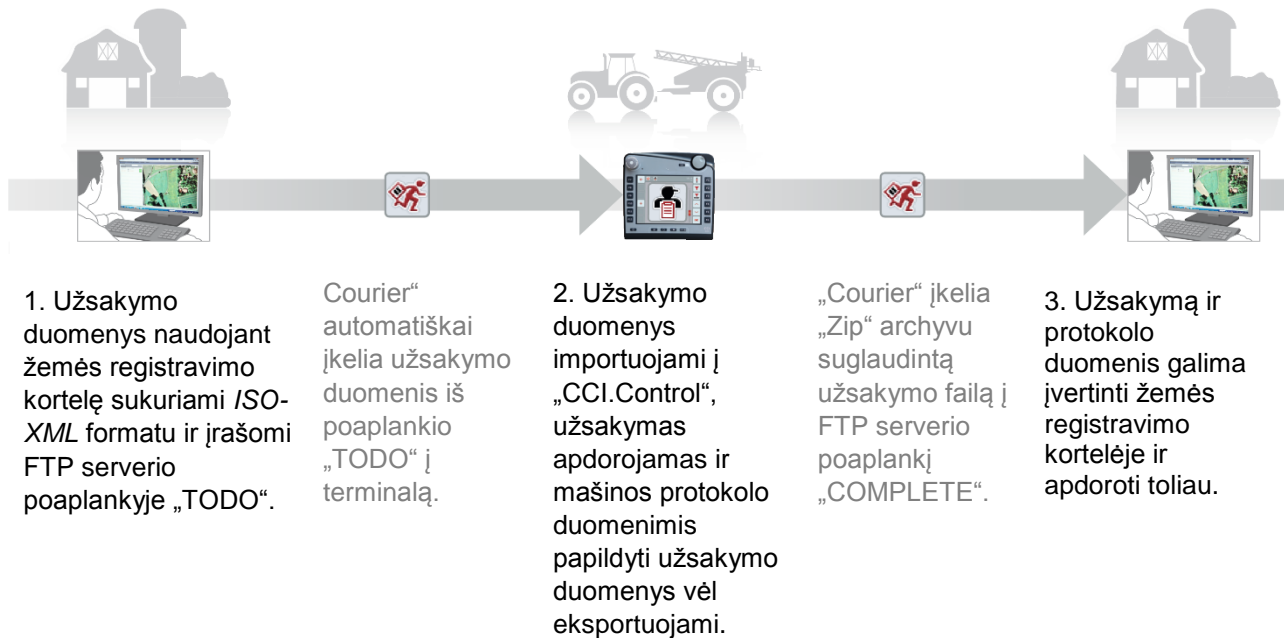 1. Užsakymo
duomenys naudojant
žemės registravimo
kortelę sukuriami ISO-
XML formatu ir įrašomi
FTP serverio
poaplankyje „TODO“.
Courier“
automatiškai
įkelia užsakymo
duomenis iš
poaplankio
„TODO“ į
terminalą.
2. Užsakymo
duomenys
importuojami į
„CCI.Control“,
užsakymas
apdorojamas ir
mašinos protokolo
duomenimis
papildyti užsakymo
duomenys vėl
eksportuojami.
„Courier“ įkelia
„Zip“ archyvu
suglaudintą
užsakymo failą į
FTP serverio
poaplankį
„COMPLETE“.
3. Užsakymą ir
protokolo
duomenis galima
įvertinti žemės
registravimo
kortelėje ir
apdoroti toliau.